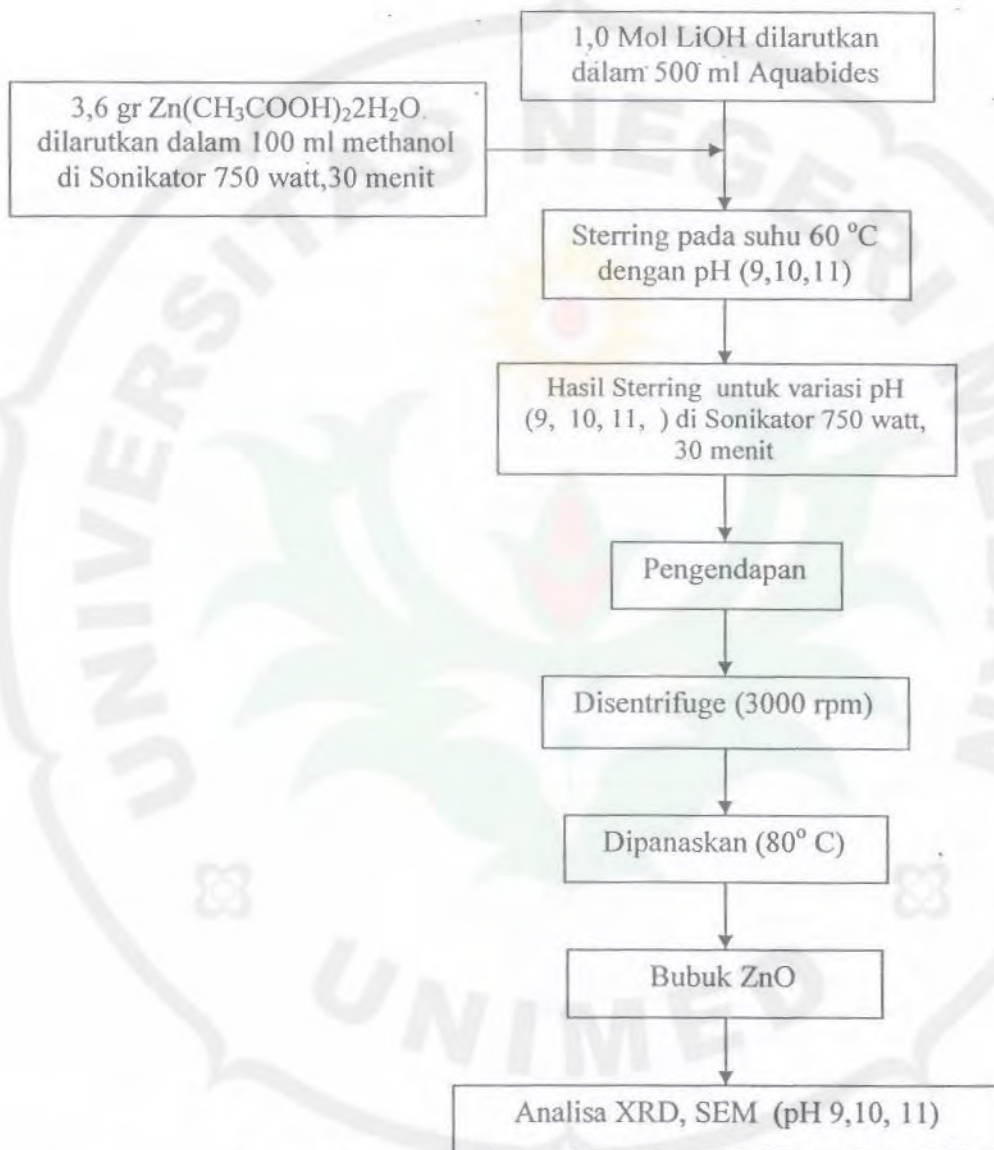 1,0 Mol LiOH dilarutkan
dalam 500 ml Aquabides
3,6 gr Zn(CH₃COOH)₂2H₂O.
dilarutkan dalam 100 ml methanol
di Sonikator 750 watt,30 menit
Sterring pada suhu 60 °C
dengan pH (9,10,11)
Hasil Sterring untuk variasi pH
(9, 10, 11, ) di Sonikator 750 watt,
30 menit
Pengendapan
Disentrifuge (3000 rpm)
Dipanaskan (80° C)
Bubuk ZnO
Analisa XRD, SEM (pH 9,10, 11)
UNIVERSITAS NEGERI
UNIMED